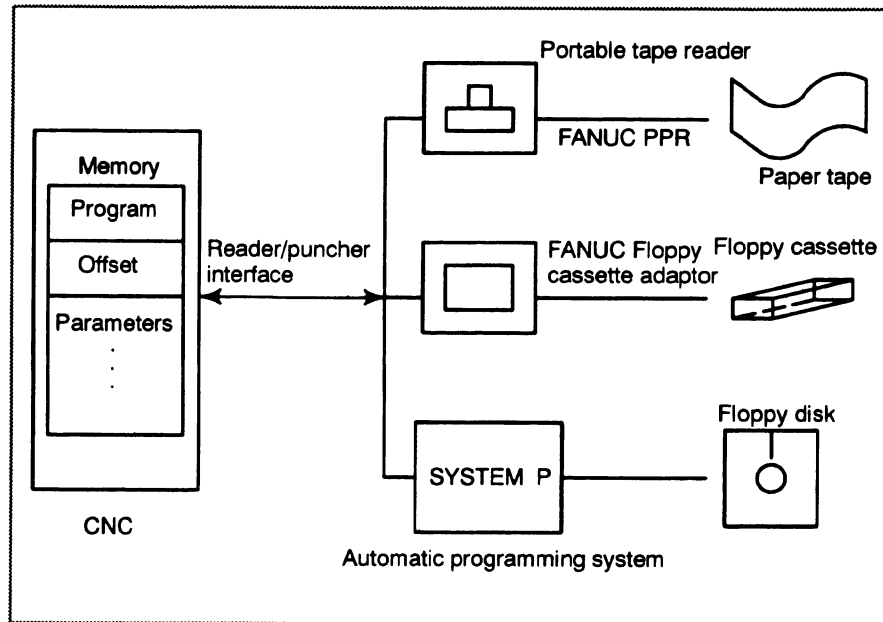 Portable tape reader
FANUC PPR
Paper tape
Memory
Program
Offset
Parameters
CNC
Reader/puncher
interface
FANUC Floppy
cassette adaptor
Floppy cassette
SYSTEM P
Floppy disk
Automatic programming system